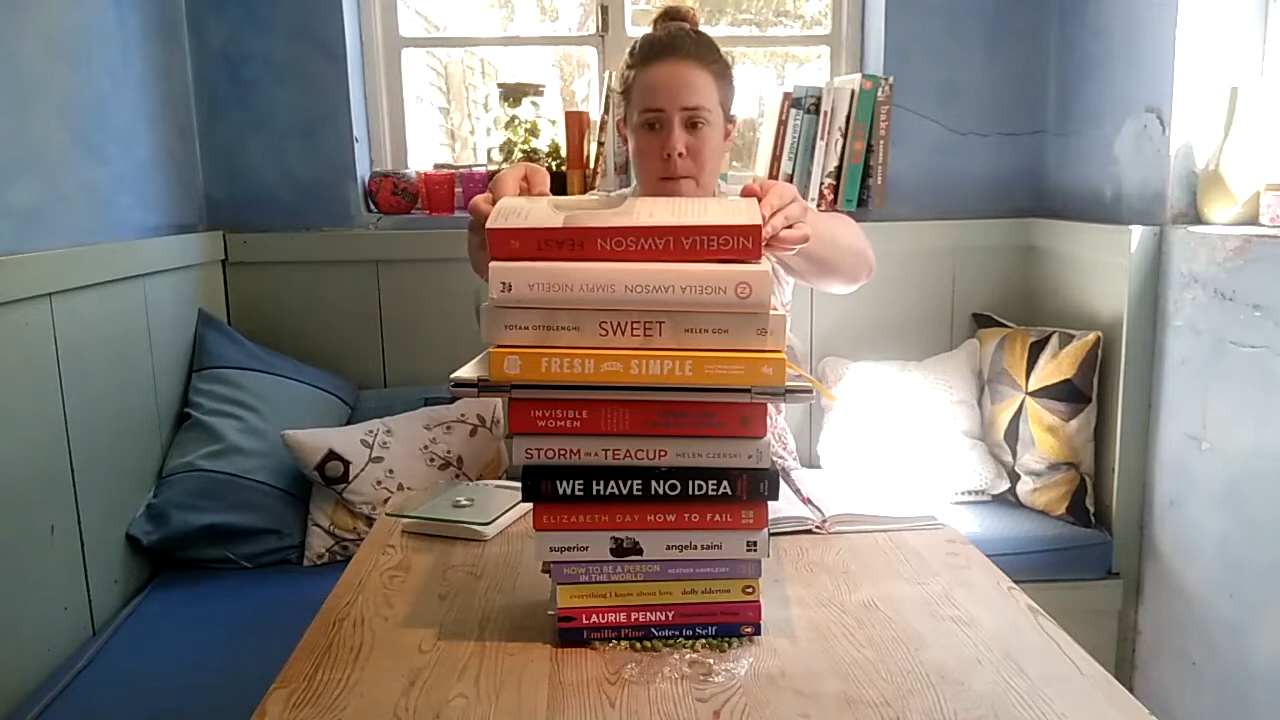 NIGELLA LAWSON FEAST
NIGELLA LAWSON SIMPLY NIGELLA
YOTAM OTTOLENGHI SWEET HELEN GOH
FRESH AND SIMPLE
INVISIBLE
WOMEN
STORM IN A TEACUP HELEN CZERSKI
WE HAVE NO IDEA
ELIZABETH DAY HOW TO FAIL
superior angela saini
HOW TO BE A PERSON
IN THE WORLD HEATHER HAVRILESKY
everything I know about love dolly alderton
LAURIE PENNY
Emilie Pine Notes to Self
bake